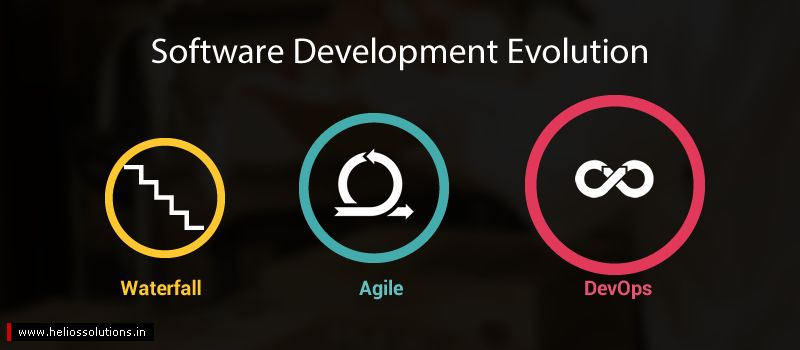 Software Development Evolution
Waterfall
Agile
DevOps
www.heliossolutions.in